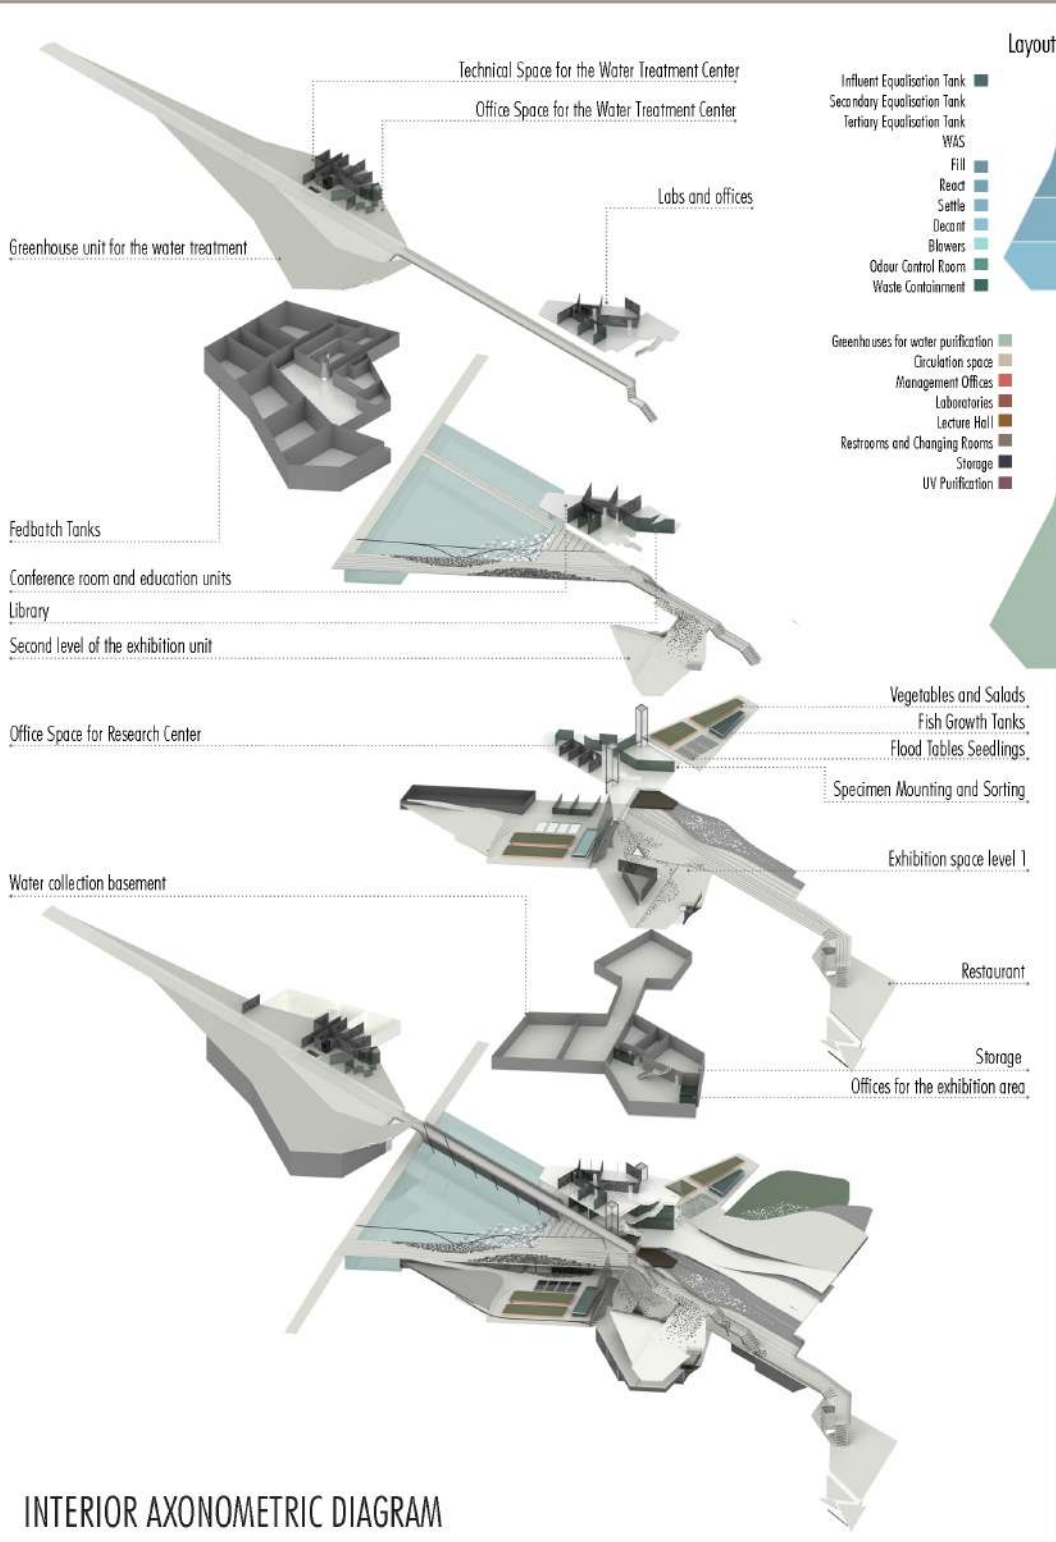 Layout
Technical Space for the Water Treatment Center
Office Space for the Water Treatment Center
Labs and offices
Greenhouse unit for the water treatment
Influent Equalisation Tank
Secondary Equalisation Tank
Tertiary Equalisation Tank
WAS
Fill
React
Settle
Decant
Blowers
Odour Control Room
Waste Containment
Greenhouses for water purification
Circulation space
Management Offices
Laboratories
Lecture Hall
Restrooms and Changing Rooms
Storage
UV Purification
Fedbatch Tanks
Conference room and education units
Library
Second level of the exhibition unit
Office Space for Research Center
Vegetables and Salads
Fish Growth Tanks
Flood Tables Seedlings
Specimen Mounting and Sorting
Exhibition space level 1
Water collection basement
Restaurant
Storage
Offices for the exhibition area
INTERIOR AXONOMETRIC DIAGRAM